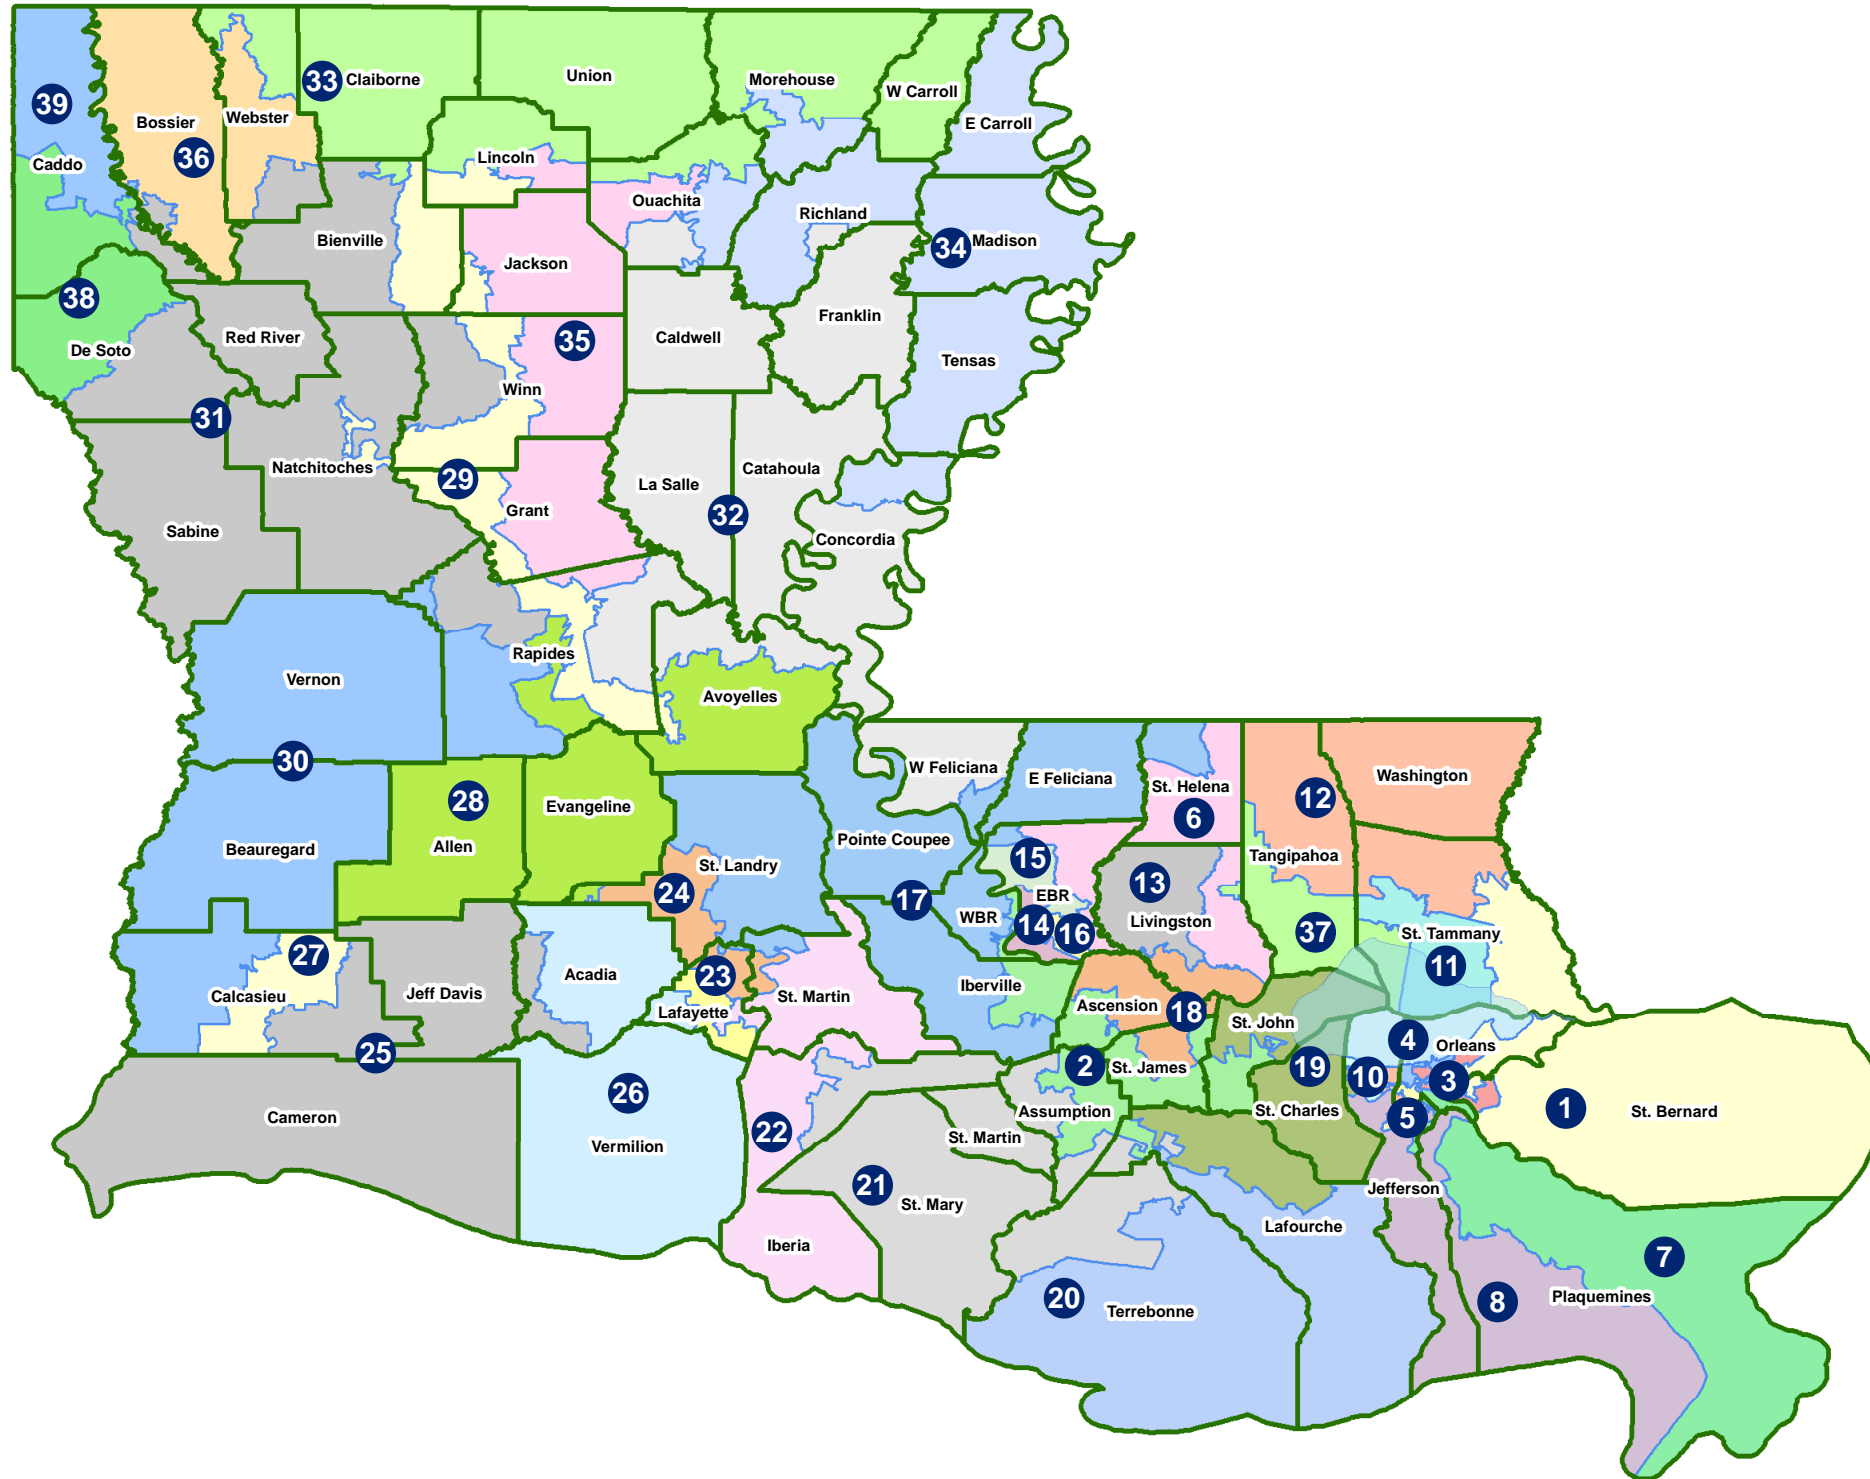 33
Claiborne
Union
Morehouse
W Carroll
39
Bossier
Webster
E Carroll
36
Caddo
Lincoln
Ouachita
Richland
Bienville
34
Madison
Jackson
38
Red River
De Soto
35
Caldwell
Franklin
Tensas
Winn
31
Natchitoches
29
La Salle
Catahoula
Grant
32
Sabine
Concordia
Rapides
Vernon
Avoyelles
30
W Feliciana
E Feliciana
St. Helena
12
Washington
28
Evangeline
6
Beauregard
Allen
Pointe Coupee
15
Tangipahoa
St. Landry
24
17
EBR
13
WBR
14
16
Livingston
37
St. Tammany
27
23
Acadia
11
Calcasieu
Jeff Davis
St. Martin
Iberville
Lafayette
Ascension
18
St. John
25
4
Orleans
2
St. James
19
10
3
26
Cameron
Assumption
St. Charles
5
1
St. Bernard
22
St. Martin
Vermilion
21
St. Mary
Jefferson
Lafourche
Iberia
7
20
Terrebonne
8
Plaquemines